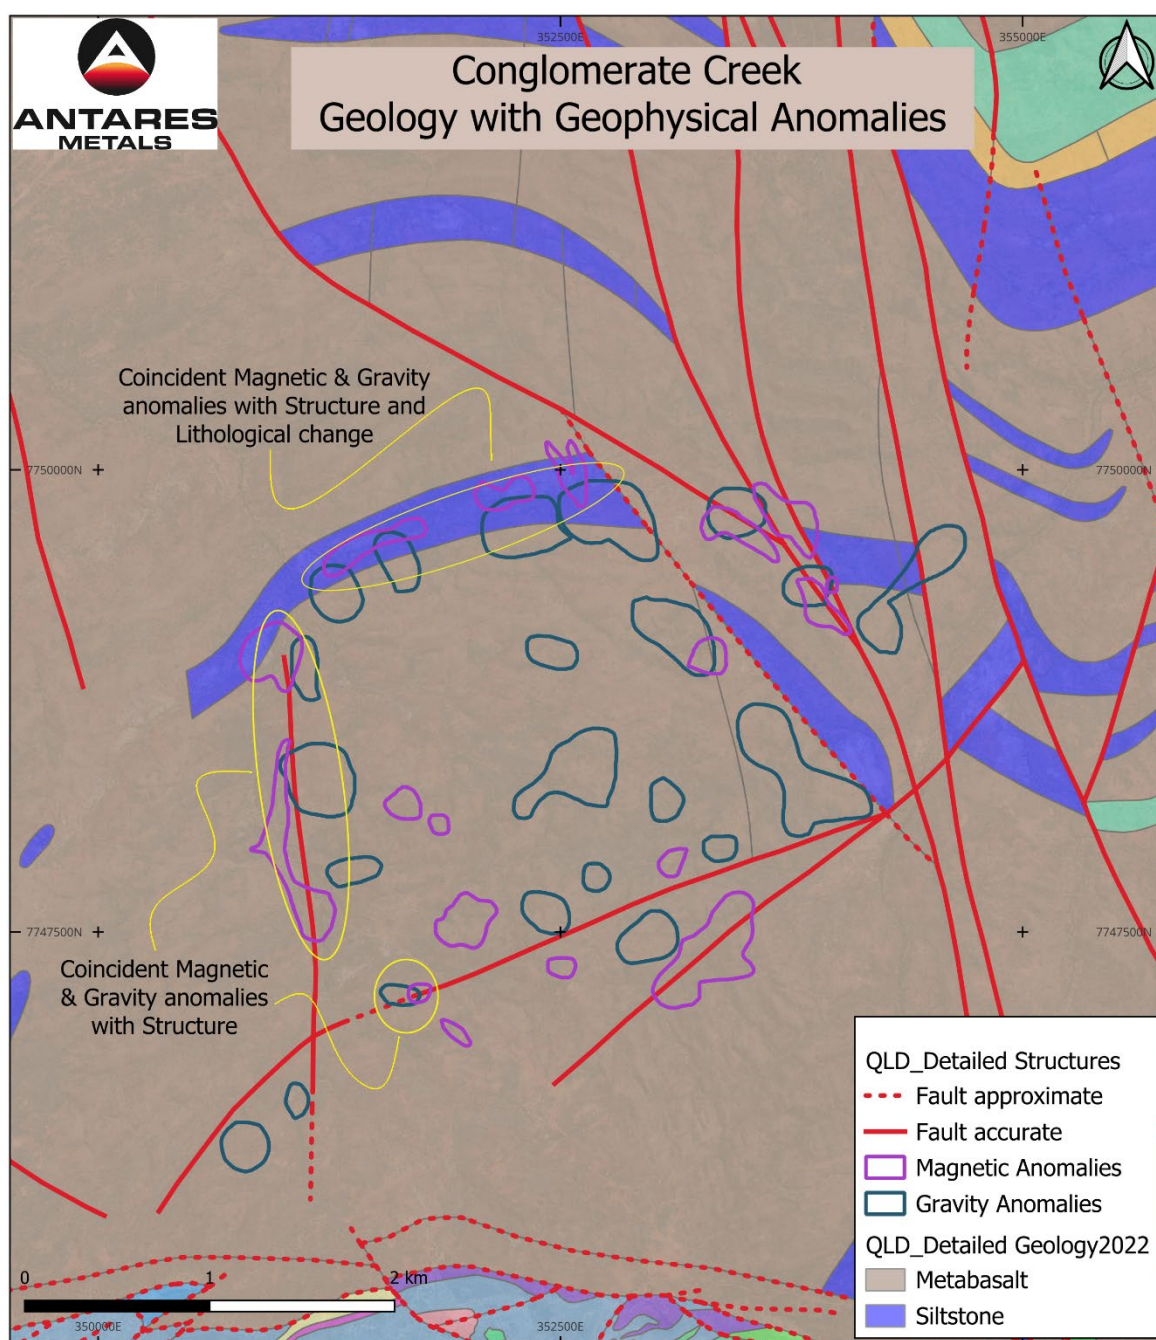 ANTARES
METALS
352500E
355000E
Conglomerate Creek
Geology with Geophysical Anomalies
Coincident Magnetic & Gravity
anomalies with Structure and
Lithological change
7750000N
7750000N
7747500N
7747500N
Coincident Magnetic
& Gravity anomalies
with Structure
QLD_Detailed Structures
Fault approximate
Fault accurate
Magnetic Anomalies
Gravity Anomalies
QLD_Detailed Geology2022
Metabasalt
Siltstone
0 1 2 km
350000E
352500E